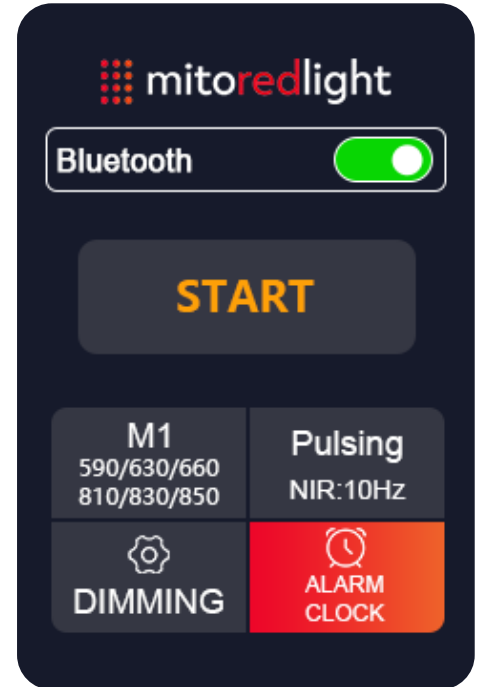 mitoredlight
Bluetooth
START
M1
590/630/660
810/830/850
Pulsing
NIR:10Hz
DIMMING
ALARM
CLOCK